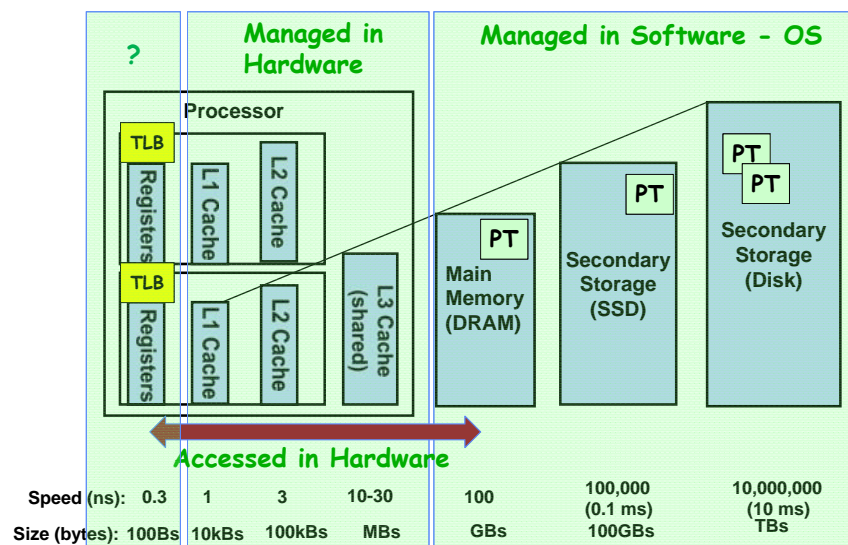 ?
Managed in
Hardware
Managed in Software - OS
Processor
TLB
Registers
L1 Cache
L2 Cache
TLB
Registers
L1 Cache
L2 Cache
L3 Cache
(shared)
PT
Main
Memory
(DRAM)
PT
Secondary
Storage
(SSD)
PT
PT
Secondary
Storage
(Disk)
Accessed in Hardware
Speed (ns): 0.3 1 3 10-30 100 100,000 10,000,000
(0.1 ms) (10 ms)
Size (bytes): 100Bs 10kBs 100kBs MBs GBs 100GBs TBs